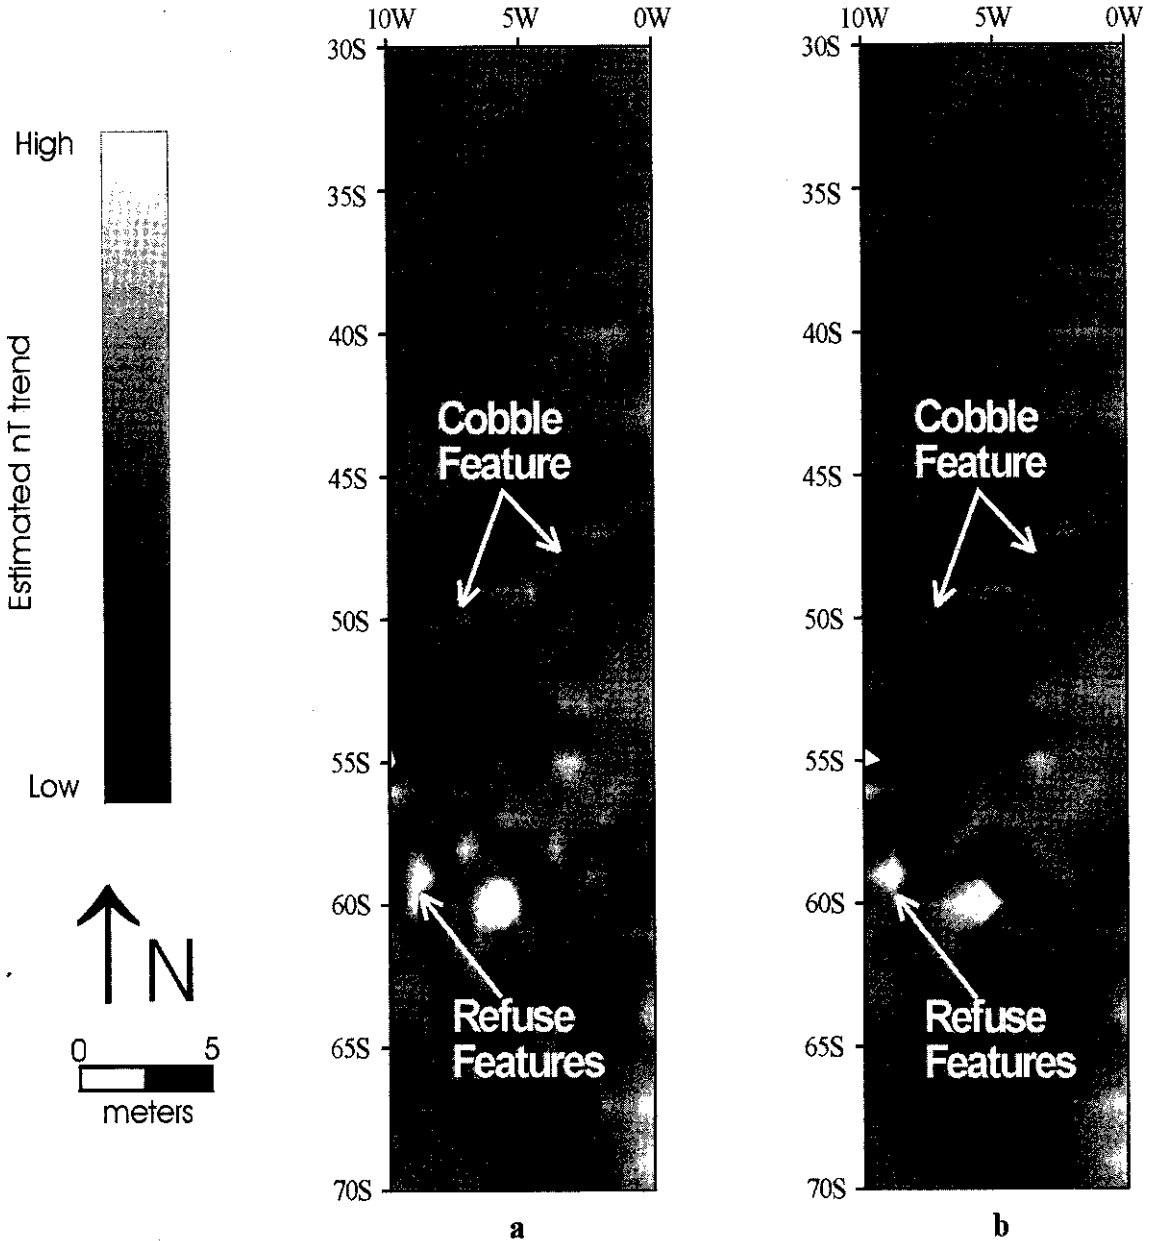 10W 5W 0W
30S
35S
40S
45S
50S
55S
60S
65S
70S
Cobble
Feature
Refuse
Features
a
10W 5W 0W
30S
35S
40S
45S
50S
55S
60S
65S
70S
Cobble
Feature
Refuse
Features
b
High
Estimated nT trend
Low
N
0 5
meters